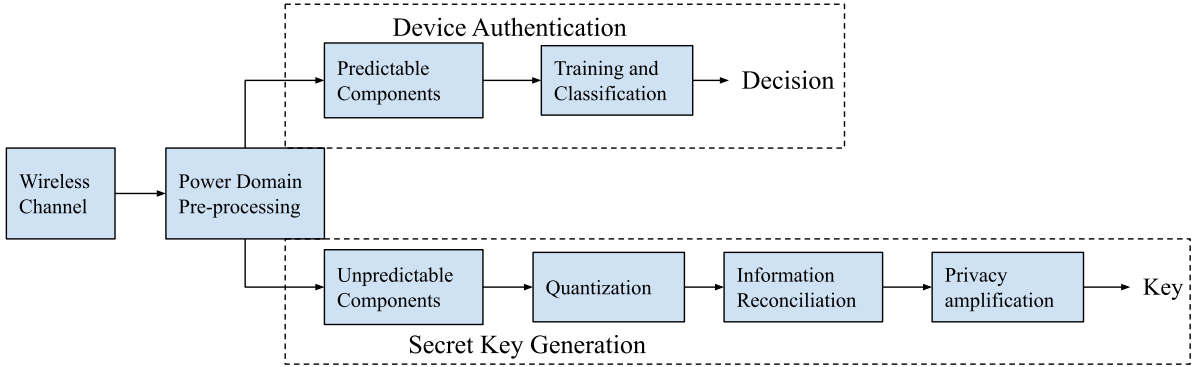 Device Authentication
Predictable
Components
Training and
Classification
Decision
Wireless
Channel
Power Domain
Pre-processing
Unpredictable
Components
Quantization
Information
Reconciliation
Privacy
amplification
Key
Secret Key Generation